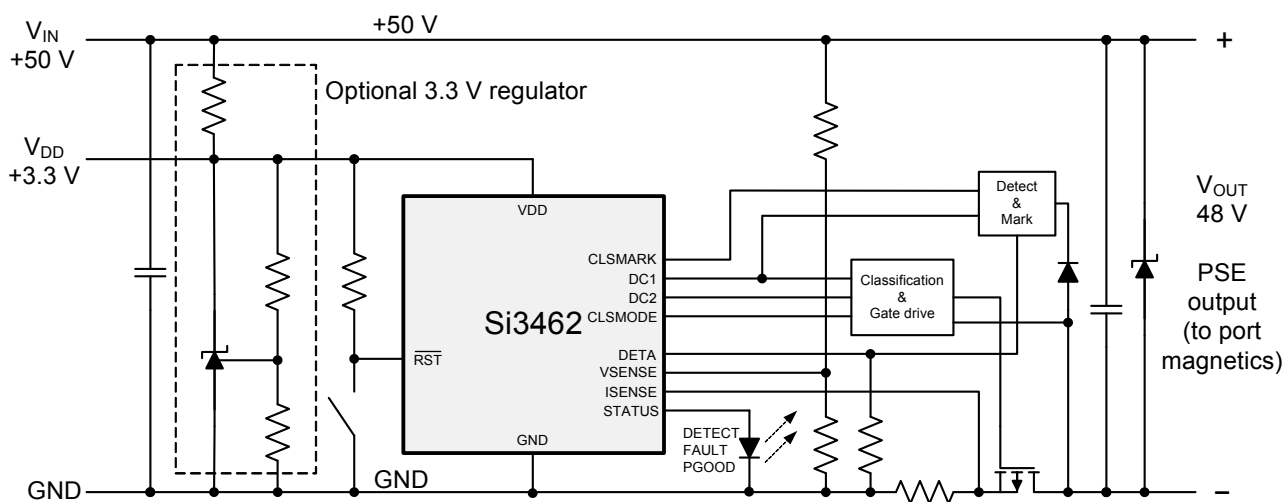 V_IN
+50 V
+50 V
+
Optional 3.3 V regulator
V_DD
+3.3 V
VDD
Detect
&
Mark
V_OUT
48 V
CLSMARK
DC1
DC2
CLSMODE
Classification
&
Gate drive
PSE
output
(to port
magnetics)
Si3462
RST
DETA
VSENSE
ISENSE
STATUS
DETECT
FAULT
PGOOD
GND
GND
GND
–